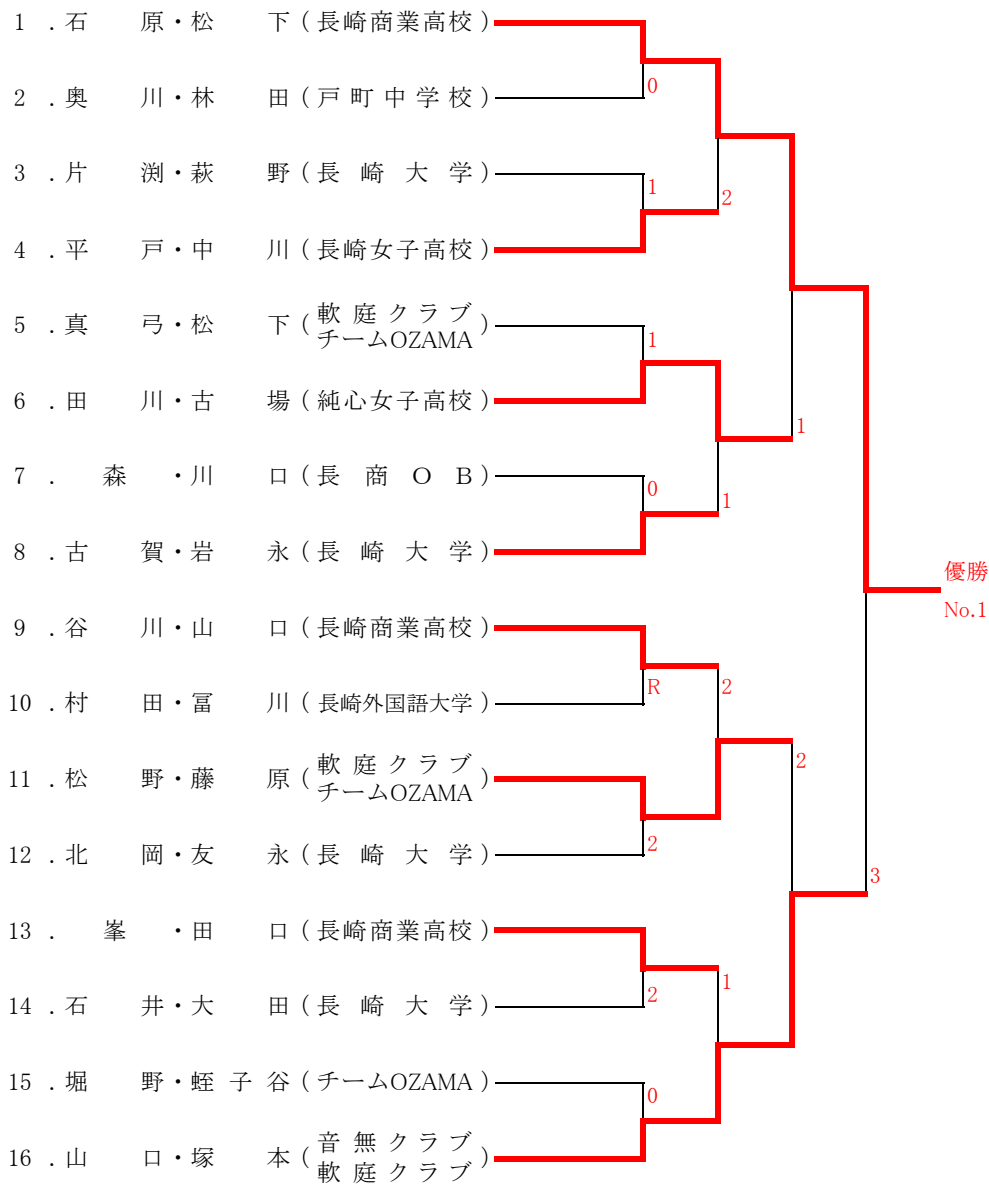 1 .石 原・松 下(長崎商業高校)
0
2 .奥 川・林 田(戸町中学校)
3 .片 渕・萩 野(長崎大学)
1
2
4 .平 戸・中 川(長崎女子高校)
5 .真 弓・松 下(軟庭クラブ
チームOZAMA)
1
6 .田 川・古 場(純心女子高校)
1
7 . 森 ・川 口(長商OB)
0
1
8 .古 賀・岩 永(長崎大学)
優勝
No.1
9 .谷 川・山 口(長崎商業高校)
R
2
10 .村 田・冨 川(長崎外国語大学)
11 .松 野・藤 原(軟庭クラブ
チームOZAMA)
2
2
12 .北 岡・友 永(長崎大学)
3
13 . 峯 ・田 口(長崎商業高校)
2
1
14 .石 井・大 田(長崎大学)
15 .堀 野・蛭子谷(チームOZAMA)
0
16 .山 口・塚 本(音無クラブ
軟庭クラブ)